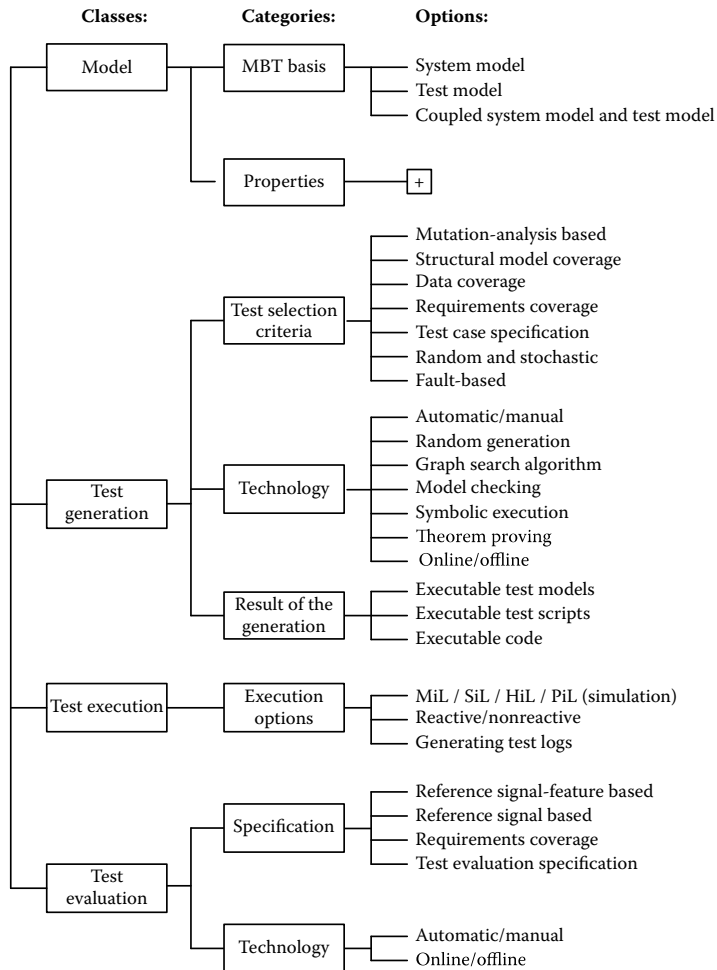 Classes: Categories: Options:
Model
MBT basis
System model
Test model
Coupled system model and test model
Properties
+
Test generation
Test selection
criteria
Mutation-analysis based
Structural model coverage
Data coverage
Requirements coverage
Test case specification
Random and stochastic
Fault-based
Technology
Automatic/manual
Random generation
Graph search algorithm
Model checking
Symbolic execution
Theorem proving
Online/offline
Result of the
generation
Executable test models
Executable test scripts
Executable code
Test execution
Execution
options
MiL / SiL / HiL / PiL (simulation)
Reactive/nonreactive
Generating test logs
Test
evaluation
Specification
Reference signal-feature based
Reference signal based
Requirements coverage
Test evaluation specification
Technology
Automatic/manual
Online/offline